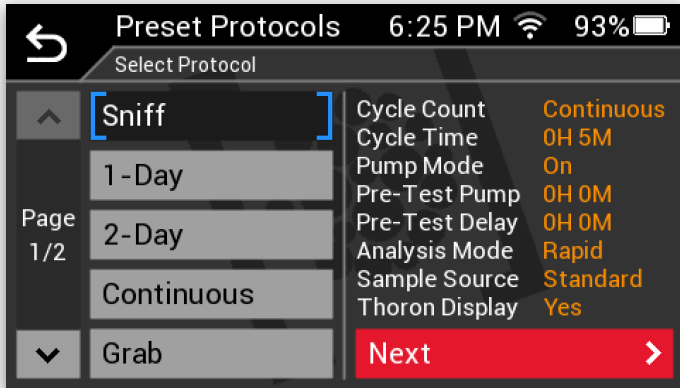 Preset Protocols 6:25 PM 93%
Select Protocol
Sniff
1-Day
2-Day
Continuous
Grab
Page
1/2
Cycle Count Continuous
Cycle Time 0H 5M
Pump Mode On
Pre-Test Pump 0H 0M
Pre-Test Delay 0H 0M
Analysis Mode Rapid
Sample Source Standard
Thoron Display Yes
Next